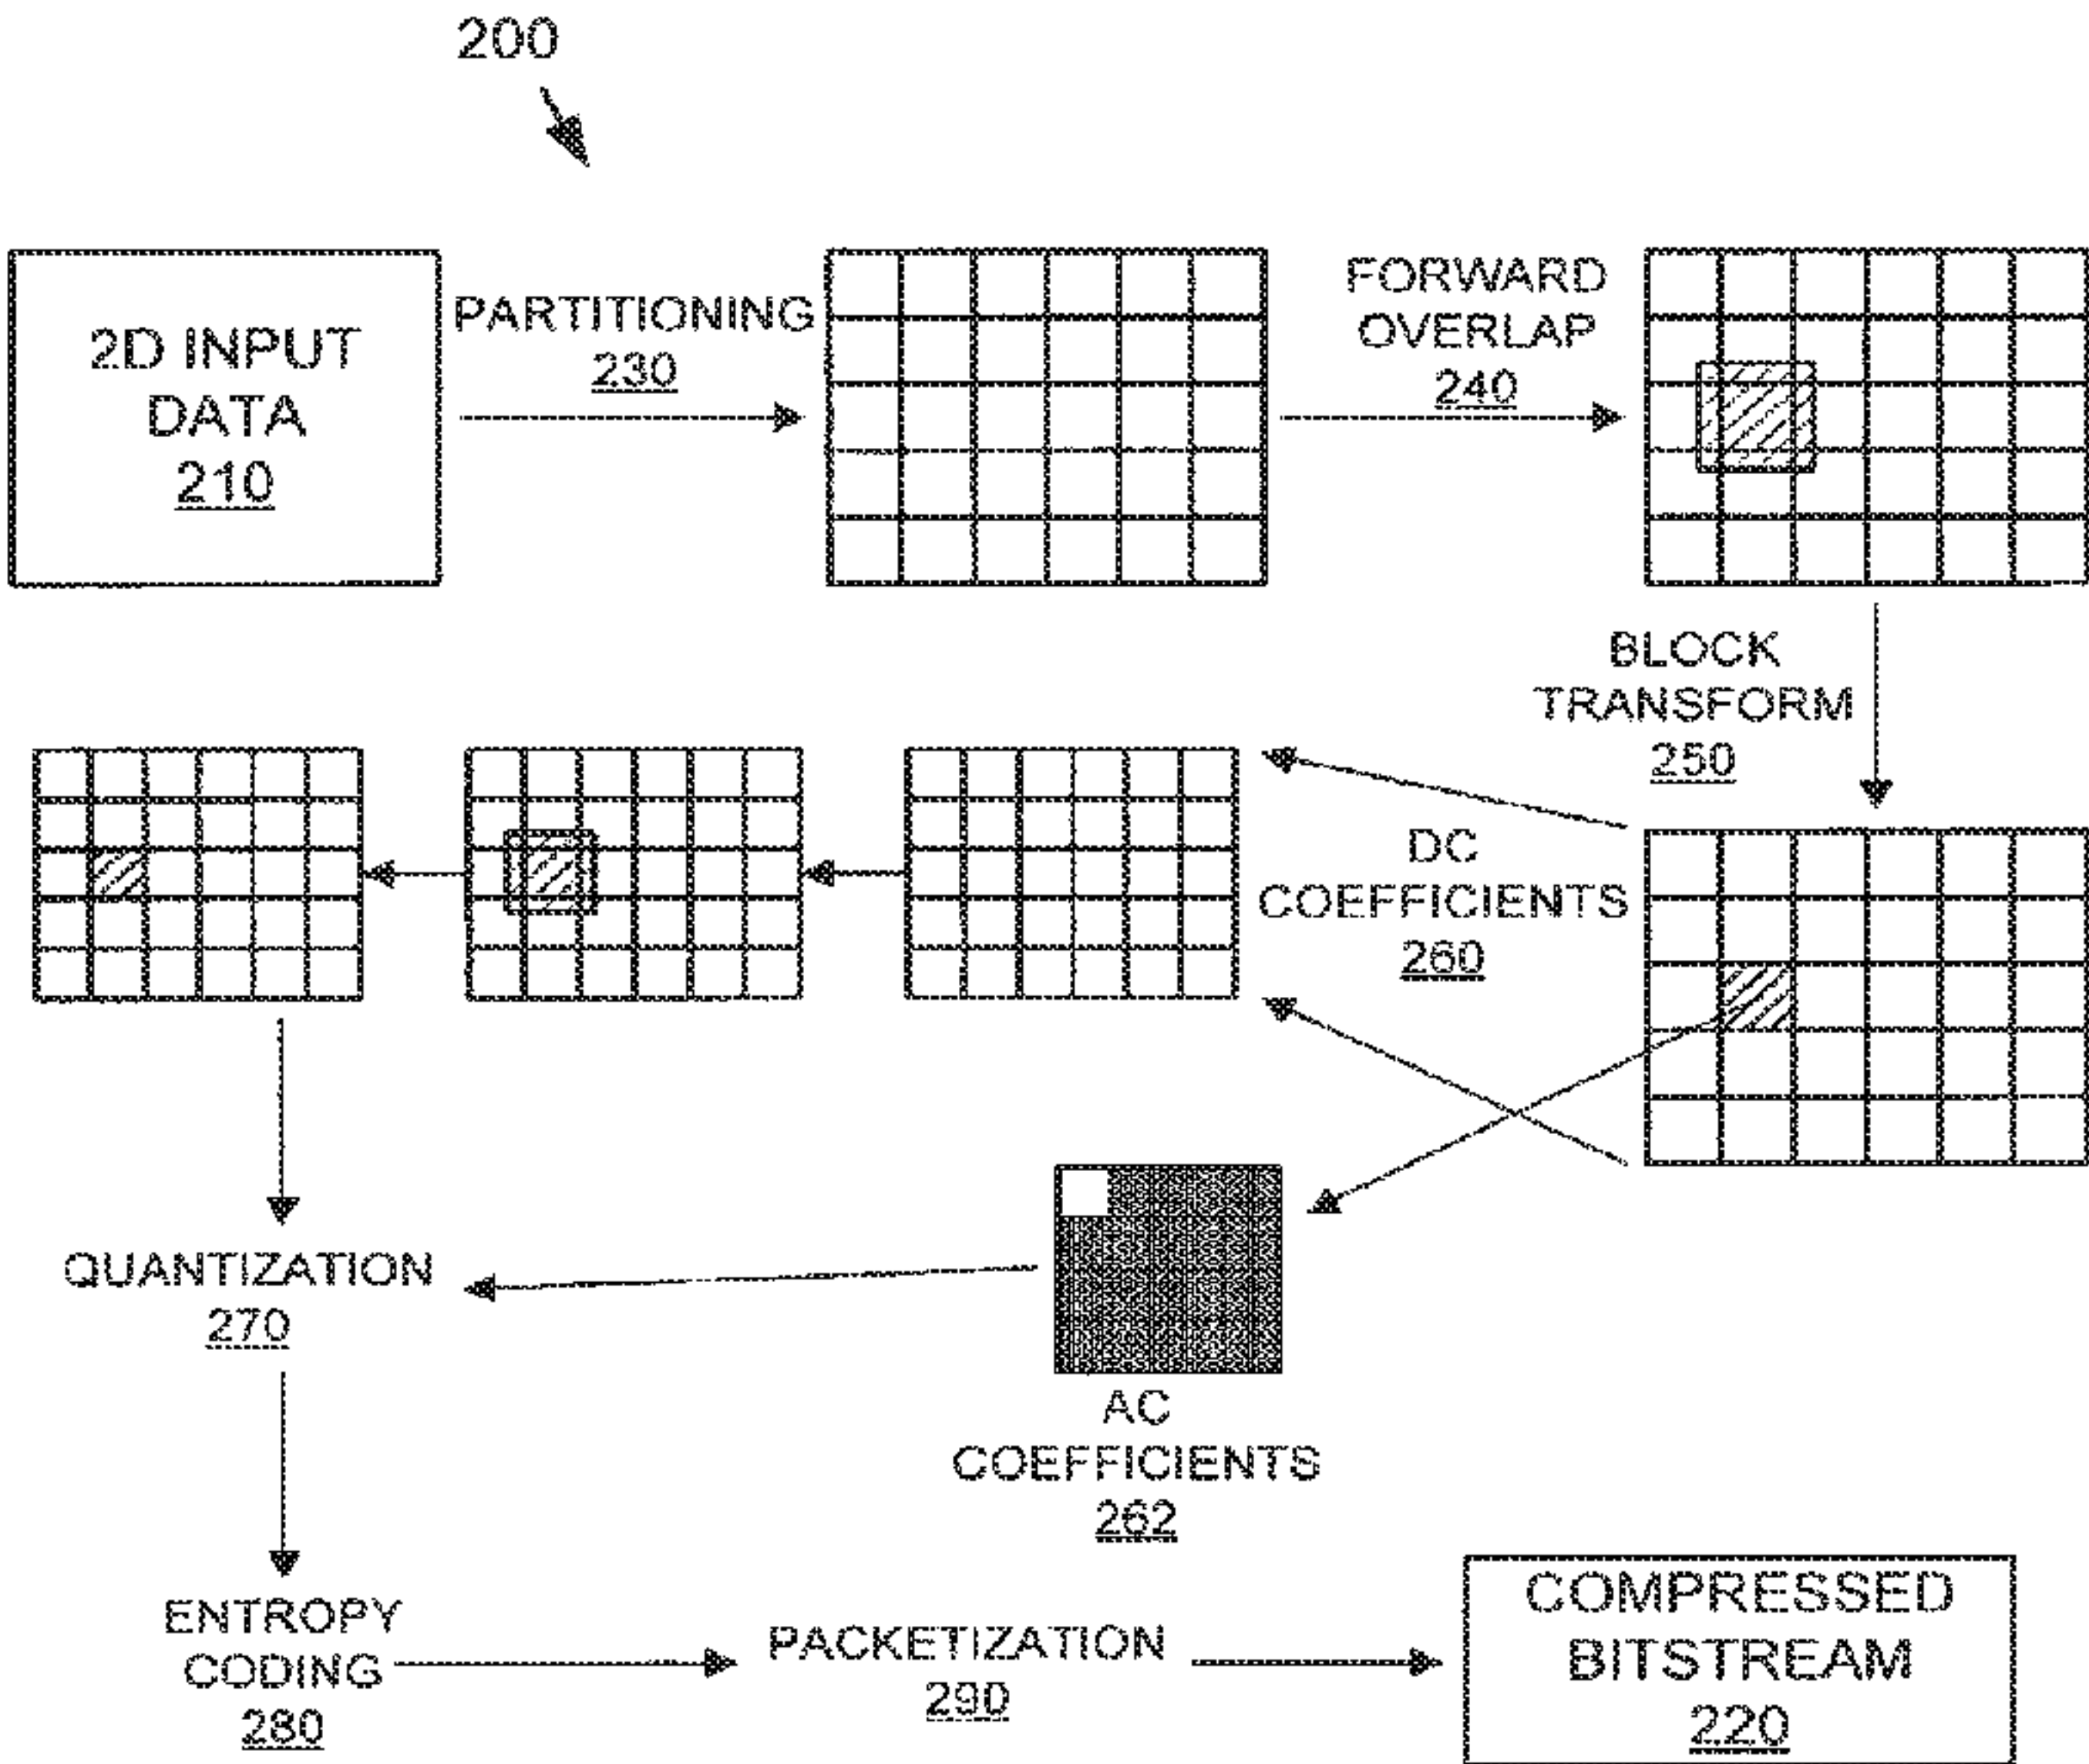 200
2D INPUT
DATA
210
PARTITIONING
230
FORWARD
OVERLAP
240
BLOCK
TRANSFORM
250
DC
COEFFICIENTS
260
QUANTIZATION
270
AC
COEFFICIENTS
262
ENTROPY
CODING
280
PACKETIZATION
290
COMPRESSED
BITSTREAM
220